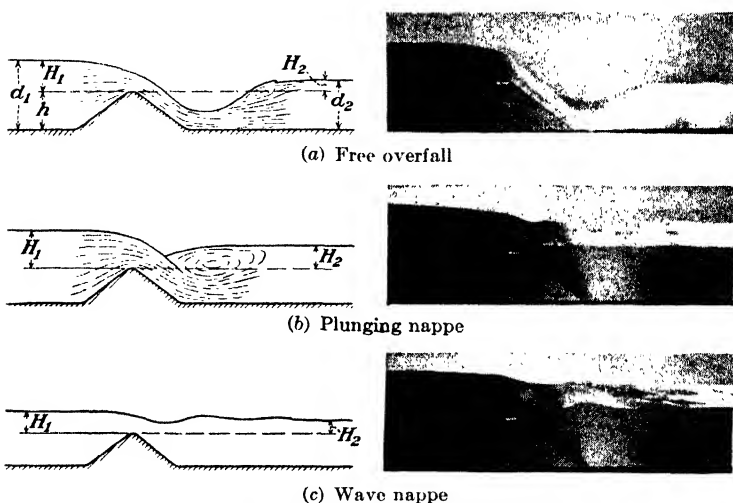 H₁
H₂
d₁
h
d₂
(a) Free overfall
H₁
H₂
(b) Plunging nappe
H₁
H₂
(c) Wave nappe